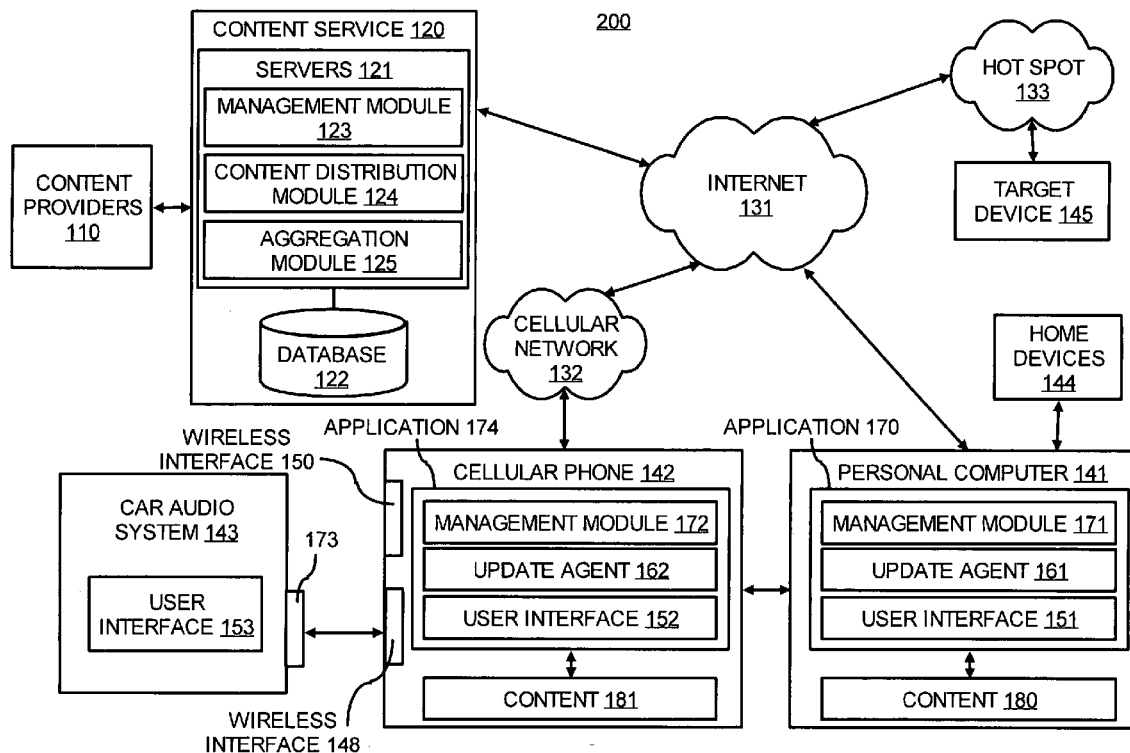 CONTENT SERVICE 120
200
SERVERS 121
MANAGEMENT MODULE
123
CONTENT DISTRIBUTION
MODULE 124
AGGREGATION
MODULE 125
DATABASE
122
CONTENT
PROVIDERS
110
INTERNET
131
HOT SPOT
133
TARGET
DEVICE 145
CELLULAR
NETWORK
132
HOME
DEVICES
144
WIRELESS
INTERFACE 150
APPLICATION 174
APPLICATION 170
CAR AUDIO
SYSTEM 143
173
USER
INTERFACE 153
WIRELESS
INTERFACE 148
CELLULAR PHONE 142
MANAGEMENT MODULE 172
UPDATE AGENT 162
USER INTERFACE 152
CONTENT 181
PERSONAL COMPUTER 141
MANAGEMENT MODULE 171
UPDATE AGENT 161
USER INTERFACE 151
CONTENT 180